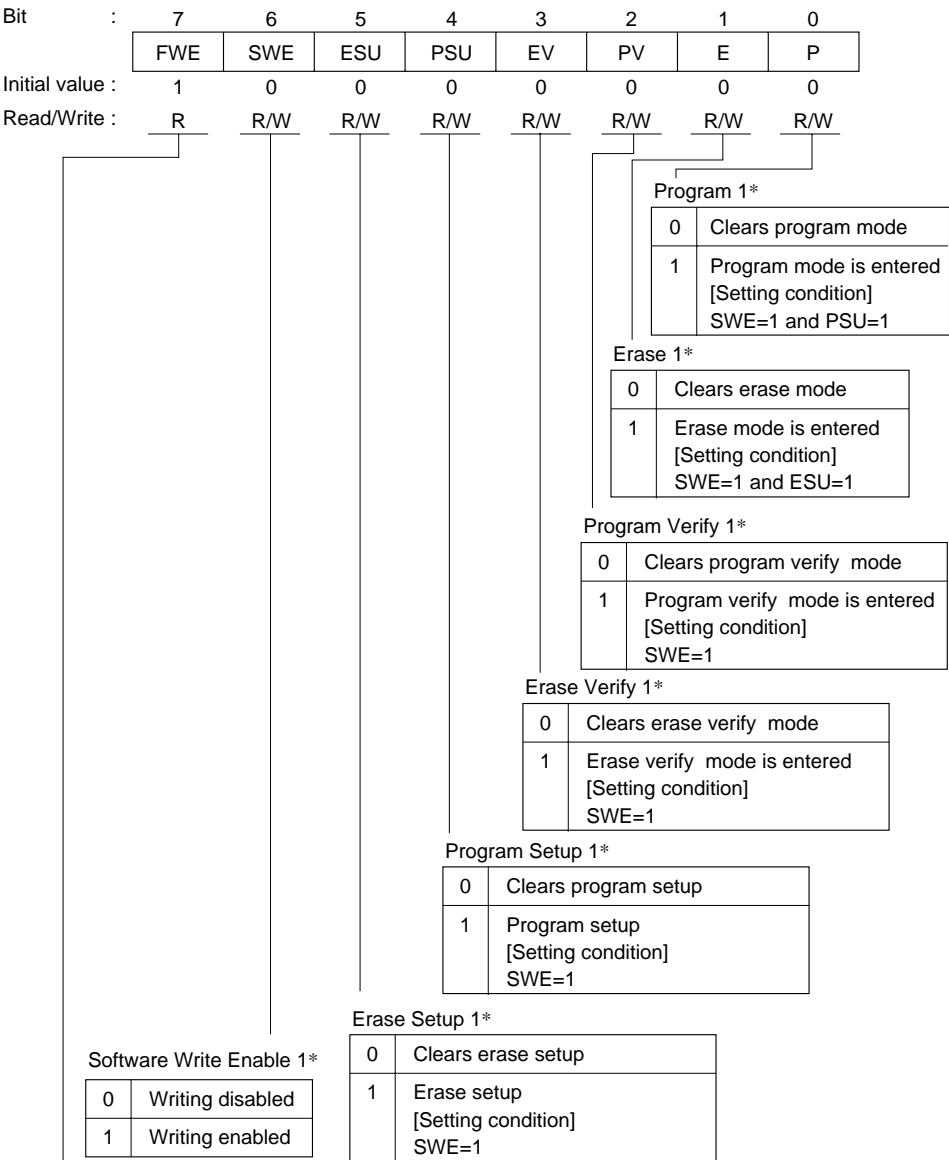 Bit : 7 6 5 4 3 2 1 0
FWE SWE ESU PSU EV PV E P
Initial value : 1 0 0 0 0 0 0 0
Read/Write : R R/W R/W R/W R/W R/W R/W R/W
Program 1*
0 Clears program mode
1 Program mode is entered
[Setting condition]
SWE=1 and PSU=1
Erase 1*
0 Clears erase mode
1 Erase mode is entered
[Setting condition]
SWE=1 and ESU=1
Program Verify 1*
0 Clears program verify mode
1 Program verify mode is entered
[Setting condition]
SWE=1
Erase Verify 1*
0 Clears erase verify mode
1 Erase verify mode is entered
[Setting condition]
SWE=1
Program Setup 1*
0 Clears program setup
1 Program setup
[Setting condition]
SWE=1
Erase Setup 1*
0 Clears erase setup
1 Erase setup
[Setting condition]
SWE=1
Software Write Enable 1*
0 Writing disabled
1 Writing enabled